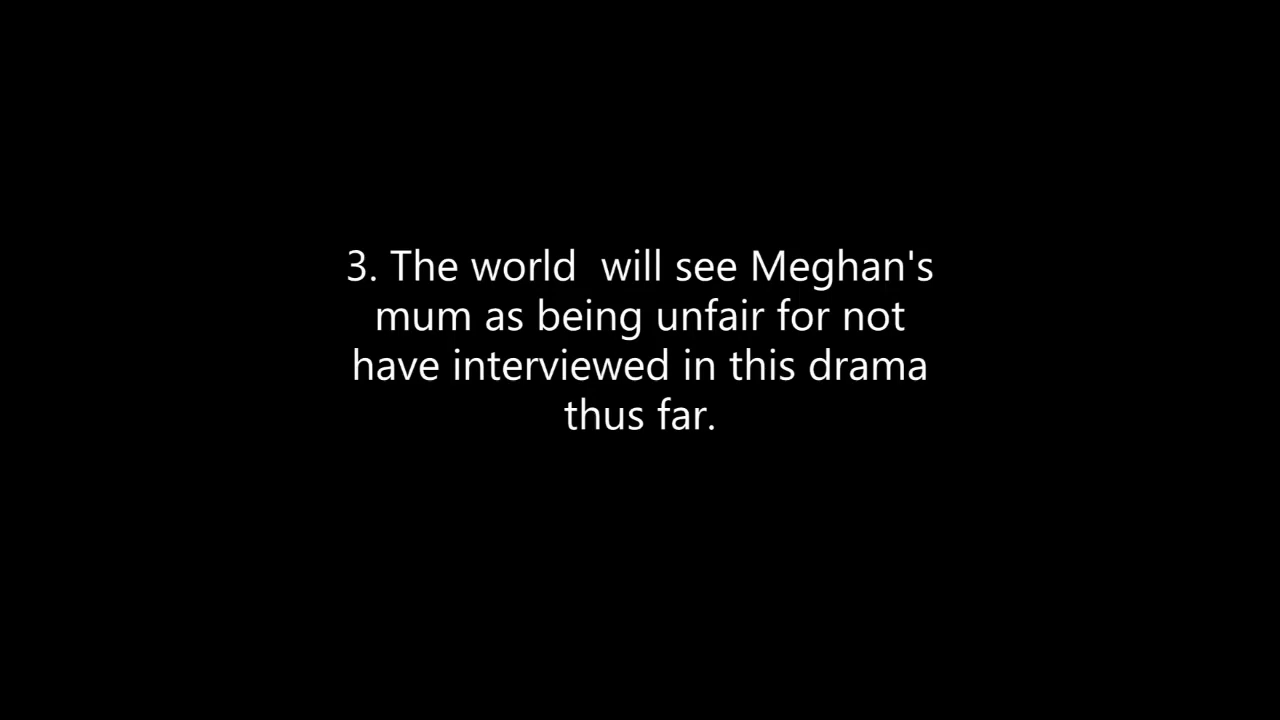 3. The world  will see Meghan's
mum as being unfair for not
have interviewed in this drama
thus far.